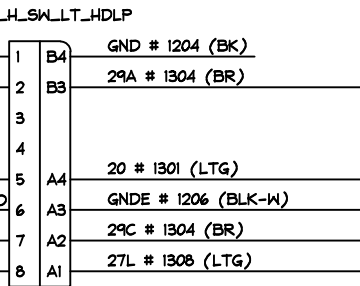 _H_SW_LT_HDLP
1 B4 GND # 1204 (BK)
2 B3 29A # 1304 (BR)
3
4
5 A4 20 # 1301 (LTG)
6 A3 GNDE # 1206 (BLK-W)
7 A2 29C # 1304 (BR)
8 A1 27L # 1308 (LTG)